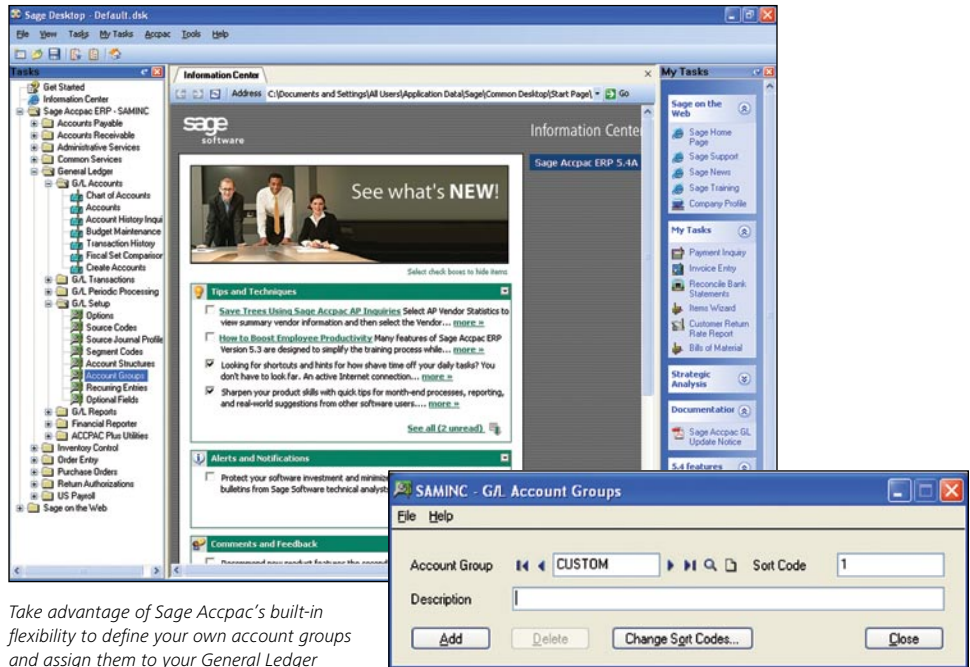 Sage Desktop - Default.dsk
File View Tasks My Tasks Accpac Tools Help
Tasks
Get Started
Information Center
Sage Accpac ERP - SAMINC
Accounts Payable
Accounts Receivable
Administrative Services
Common Services
General Ledger
G/L Accounts
Chart of Accounts
Accounts
Account History Inqui
Budget Maintenance
Transaction History
Fiscal Set Comparisor
Create Accounts
G/L Transactions
G/L Periodic Processing
G/L Setup
Options
Source Codes
Source Journal Profile
Segment Codes
Account Structures
Account Groups
Recurring Entries
Optional Fields
G/L Reports
Financial Reporter
ACCPAC Plus Utilities
Inventory Control
Order Entry
Purchase Orders
Return Authorizations
US Payroll
Sage on the Web
Information Center
Address C:\Documents and Settings\All Users\Application Data\Sage\Common Desktop\Start Page\ Go
sage
software
Information Cente
Sage Accpac ERP 5.4A
See what's NEW!
Select check boxes to hide items
Tips and Techniques
Save Trees Using Sage Accpac AP Inquiries Select AP Vendor Statistics to
view summary vendor information and then select the Vendor... more »
How to Boost Employee Productivity Many features of Sage Accpac ERP
Version 5.3 are designed to simplify the training process while... more »
Looking for shortcuts and hints for how shave time off your daily tasks? You
don't have to look far. An active Internet connection... more »
Sharpen your product skills with quick tips for month-end processes, reporting,
and real-world suggestions from other software users.... more »
See all (2 unread)
Alerts and Notifications
Protect your software investment and minimiz
bulletins from Sage Software technical analyst
Comments and Feedback
My Tasks
Sage on the
Web
Sage Home
Page
Sage Support
Sage News
Sage Training
Company Profile
My Tasks
Payment Inquiry
Invoice Entry
Reconcile Bank
Statements
Items Wizard
Customer Return
Rate Report
Bills of Material
Strategic
Analysis
Documentation
Sage Accpac GL
Update Notice
5.4 features
SAMINC - G/L Account Groups
File Help
Account Group CUSTOM Sort Code 1
Description
Add Delete Change Sort Codes... Close
Take advantage of Sage Accpac's built-in
flexibility to define your own account groups
and assign them to your General Ledger